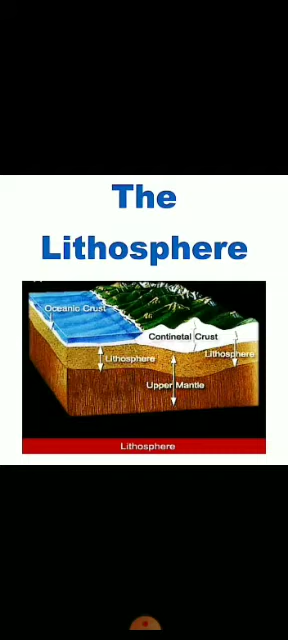 The
Lithosphere
Oceanic Crust
Continetal Crust
Lithosphere
Lithosphere
Upper Mantle
Lithosphere